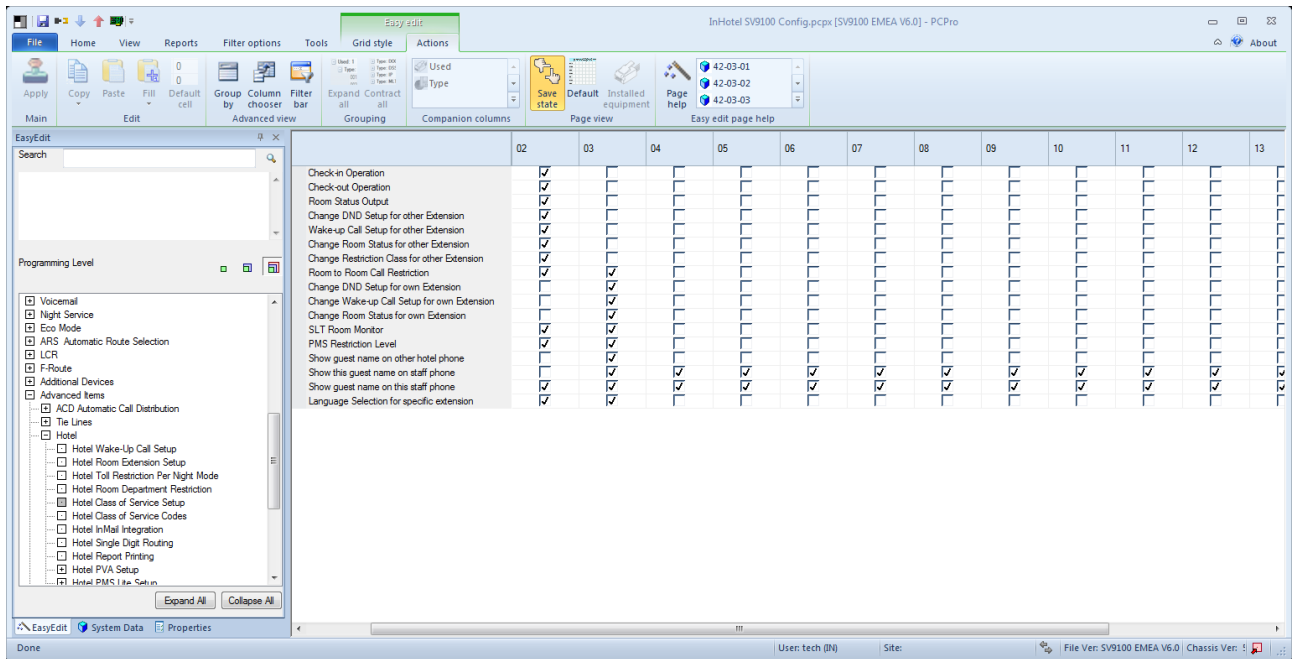 Easy edit
InHotel SV9100 Config.pcpx [SV9100 EMEA V6.0] - PCPro
File Home View Reports Filter options Tools Grid style Actions About
Apply Copy Paste Fill Default cell Group by Column chooser Filter bar Expand all Contract all Used Type Save state Default Installed equipment Page help 42-03-01 42-03-02 42-03-03
0
0
Main Edit Advanced view Grouping Companion columns Page view Easy edit page help
EasyEdit
Search
Programming Level
Voicemail
Night Service
Eco Mode
ARS Automatic Route Selection
LCR
F-Route
Additional Devices
Advanced Items
ACD Automatic Call Distribution
Tie Lines
Hotel
Hotel Wake-Up Call Setup
Hotel Room Extension Setup
Hotel Toll Restriction Per Night Mode
Hotel Room Department Restriction
Hotel Class of Service Setup
Hotel Class of Service Codes
Hotel InMail Integration
Hotel Single Digit Routing
Hotel Report Printing
Hotel PVA Setup
Hotel PMS Lite Setup
Expand All Collapse All
EasyEdit System Data Properties
02 03 04 05 06 07 08 09 10 11 12 13
Check-in Operation
Check-out Operation
Room Status Output
Change DND Setup for other Extension
Wake-up Call Setup for other Extension
Change Room Status for other Extension
Change Restriction Class for other Extension
Room to Room Call Restriction
Change DND Setup for own Extension
Change Wake-up Call Setup for own Extension
Change Room Status for own Extension
SLT Room Monitor
PMS Restriction Level
Show guest name on other hotel phone
Show this guest name on staff phone
Show guest name on this staff phone
Language Selection for specific extension
Done User: tech (IN) Site: File Ver: SV9100 EMEA V6.0 Chassis Ver: